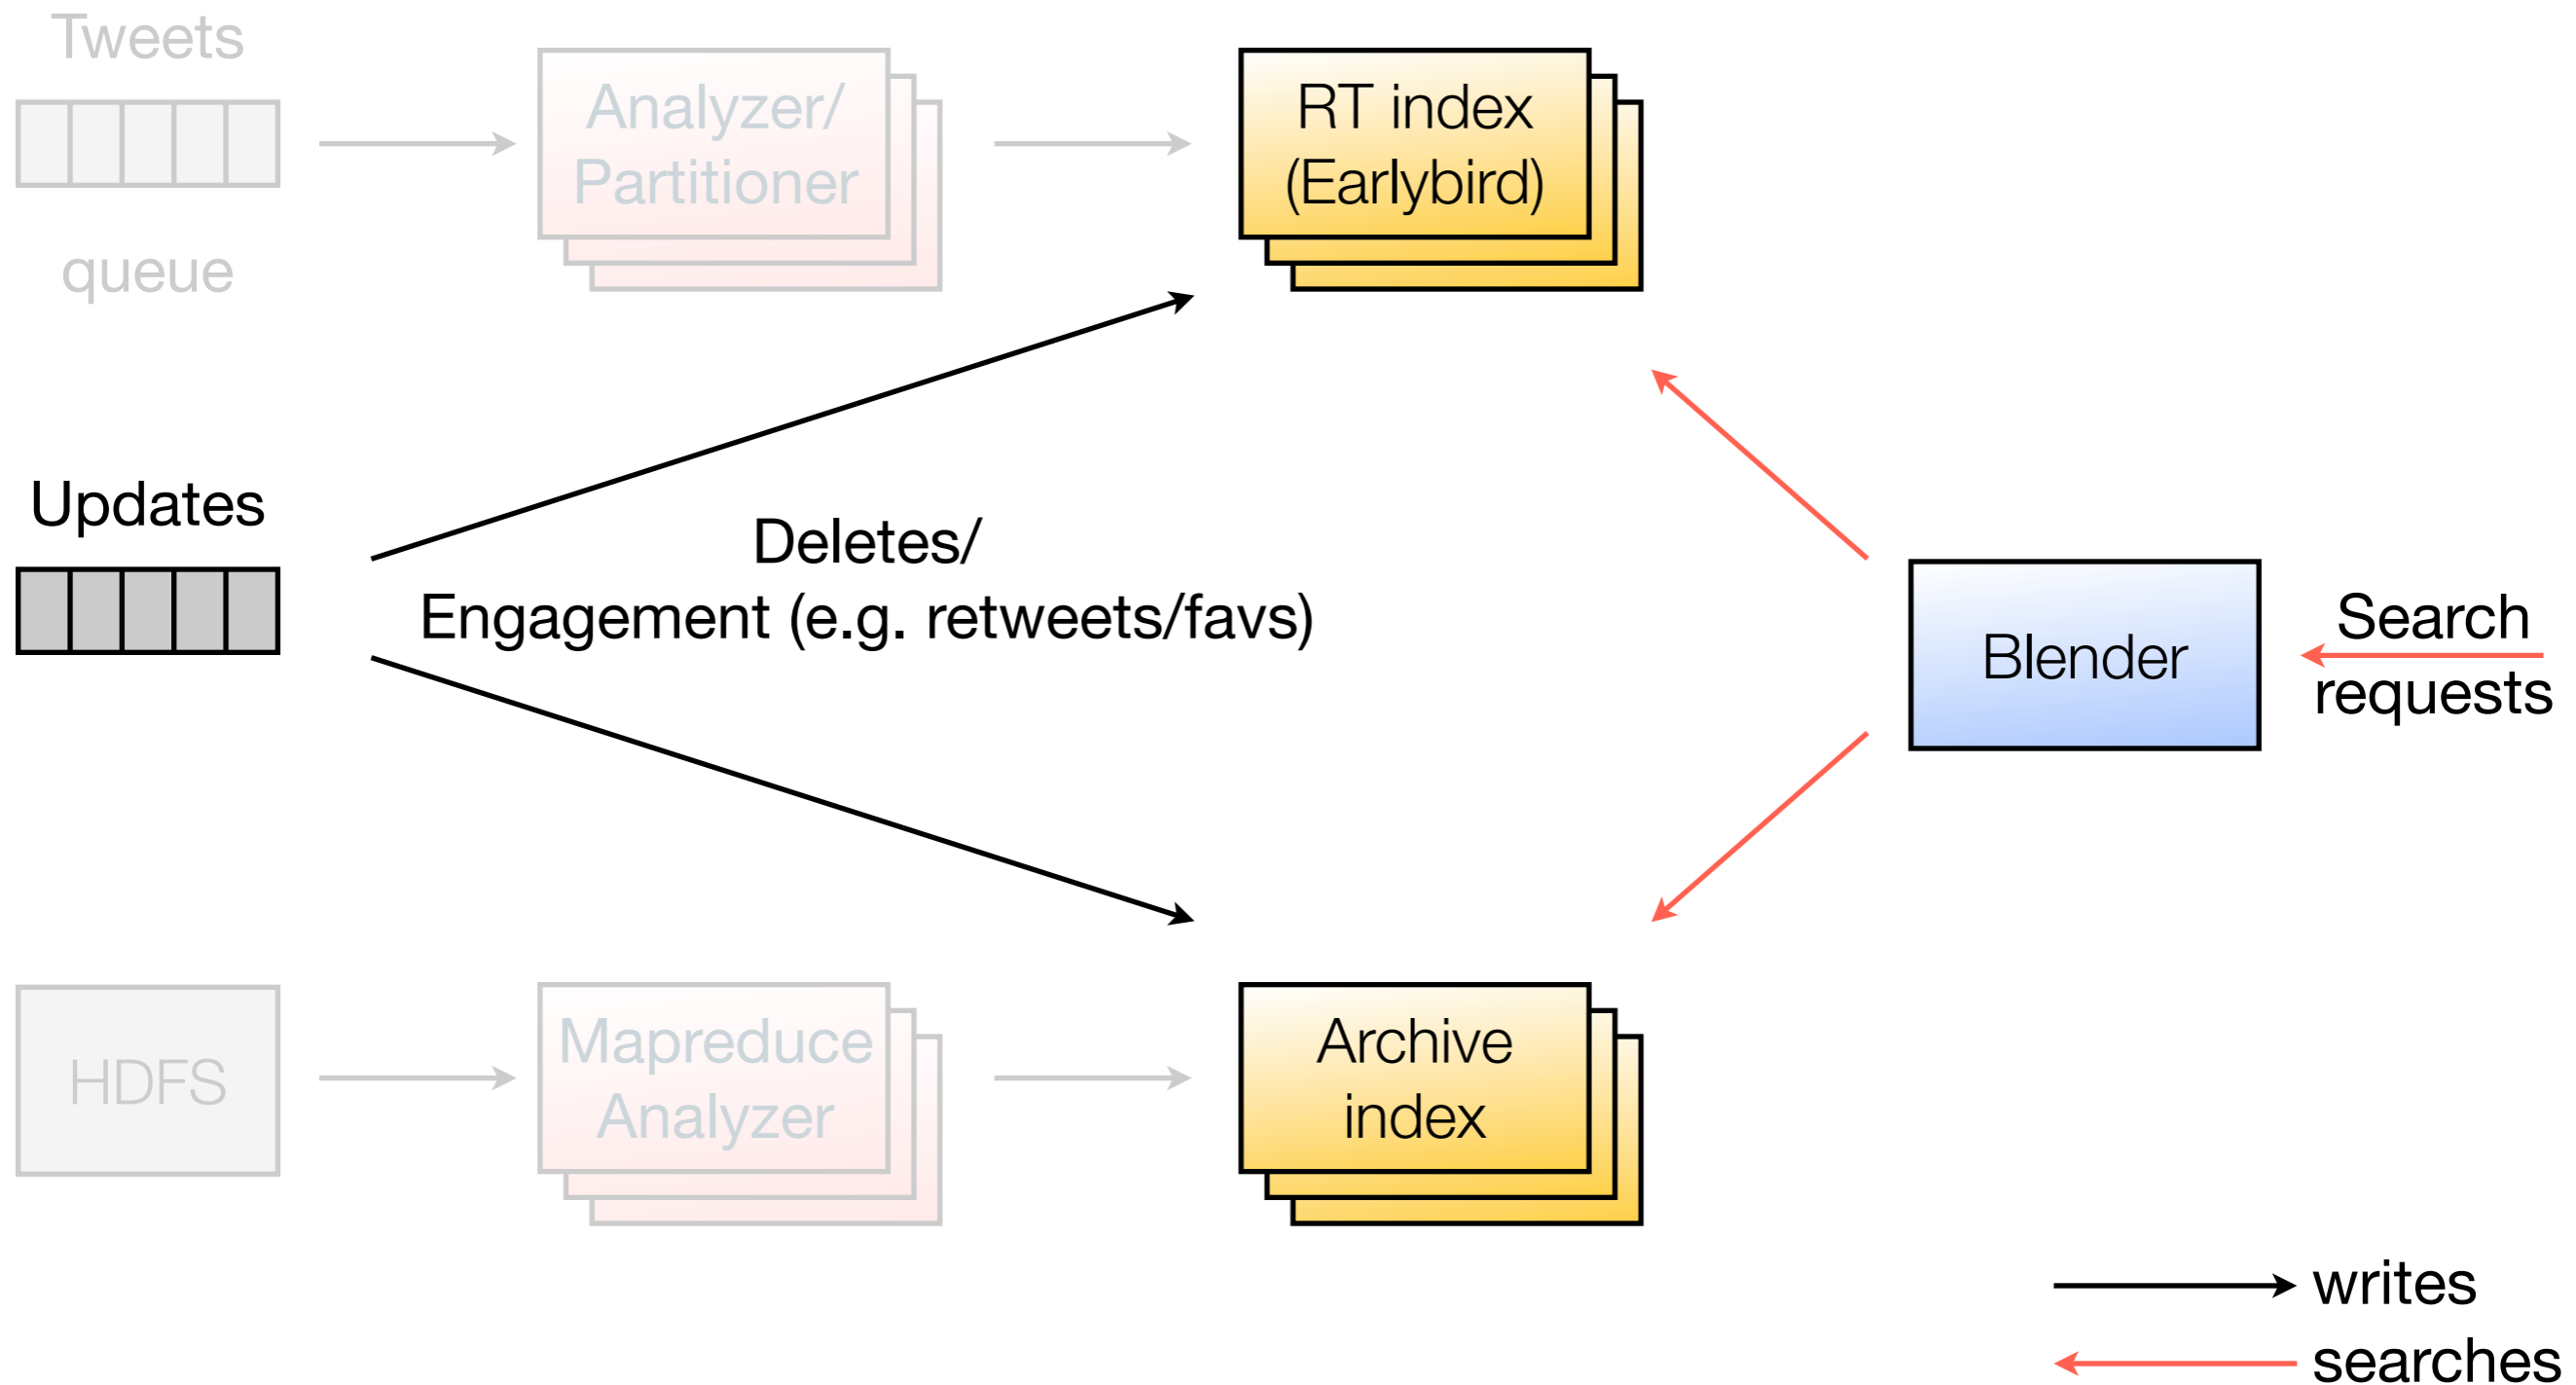 Tweets
queue
Analyzer/
Partitioner
RT index
(Earlybird)
Updates
Deletes/
Engagement (e.g. retweets/favs)
Blender
Search
requests
HDFS
Mapreduce
Analyzer
Archive
index
writes
searches